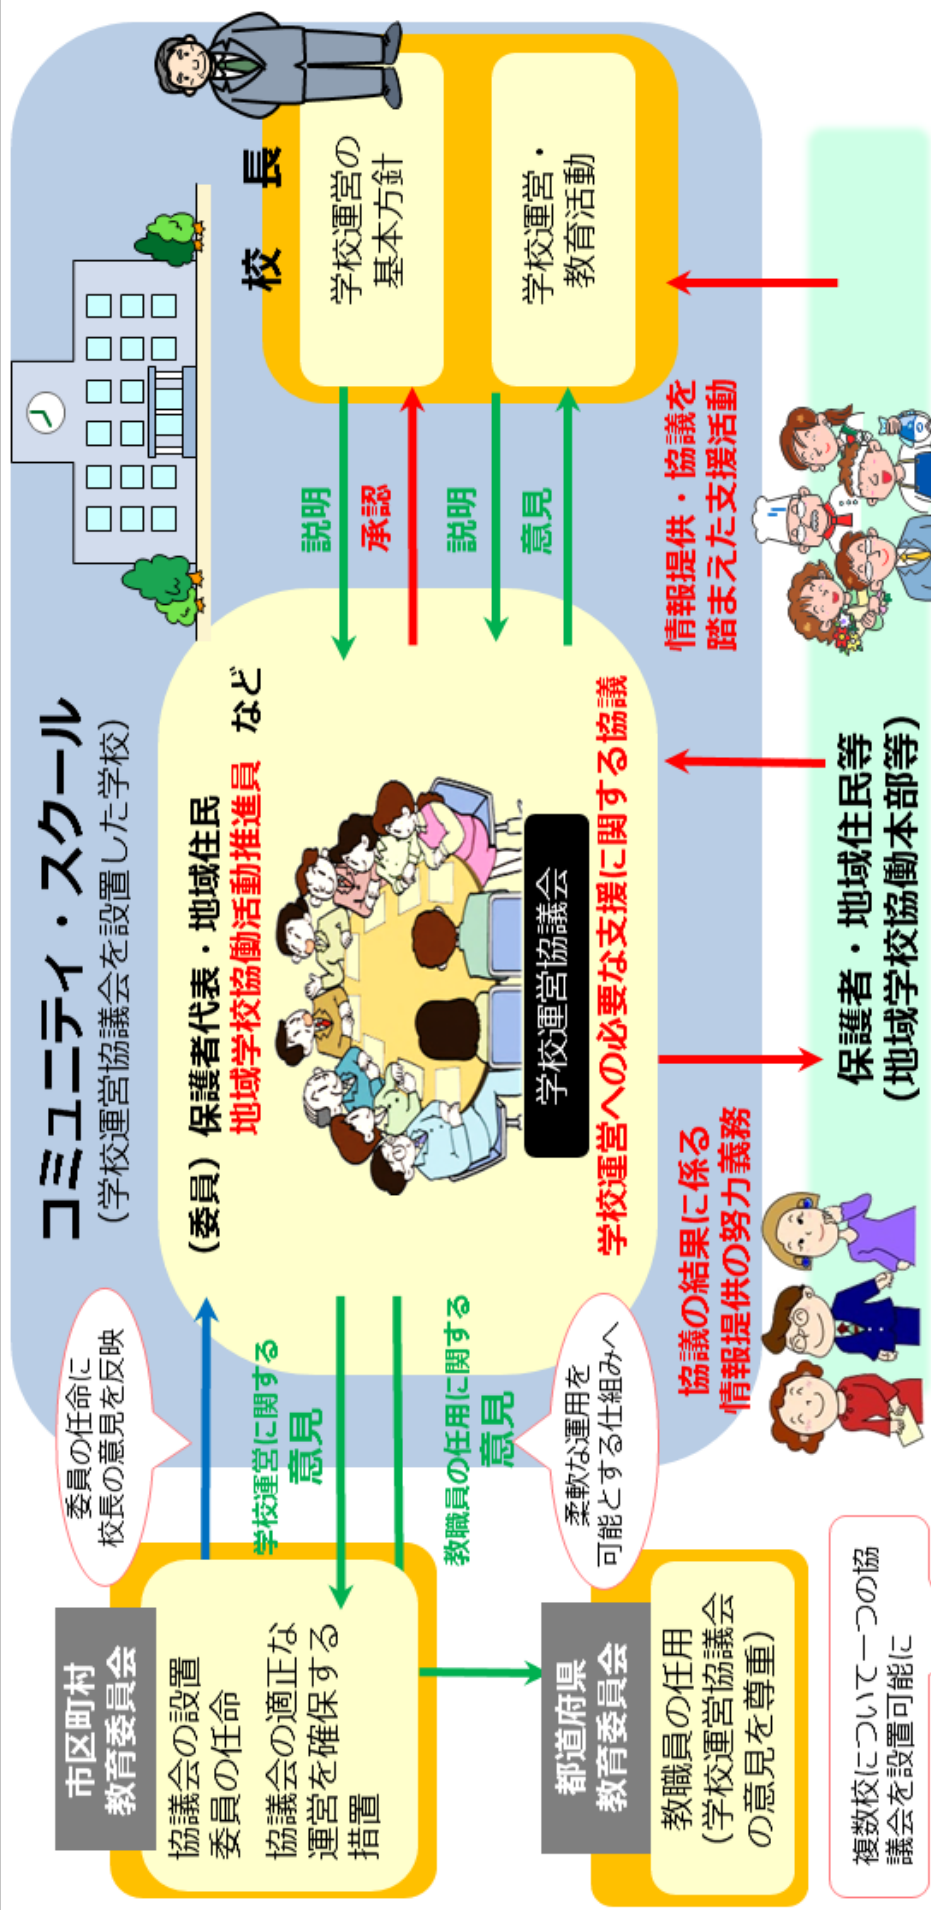 コミュニティ・スクール
（学校運営協議会を設置した学校）
市区町村
教育委員会
協議会の設置
委員の任命
協議会の適正な
運営を確保する
措置
都道府県
教育委員会
教職員の任用
（学校運営協議会
の意見を尊重）
複数校について一つの協
議会を設置可能に
委員の任命に
校長の意見を反映
学校運営に関する
意見
教職員の任用に関する
意見
柔軟な運用を
可能とする仕組みへ
（委員）保護者代表・地域住民
地域学校協働活動推進員 など
学校運営協議会
学校運営への必要な支援に関する協議
説明
承認
説明
意見
校長
学校運営の
基本方針
学校運営・
教育活動
協議の結果に係る
情報提供の努力義務
情報提供・協議を
踏まえた支援活動
保護者・地域住民等
（地域学校協働本部等）